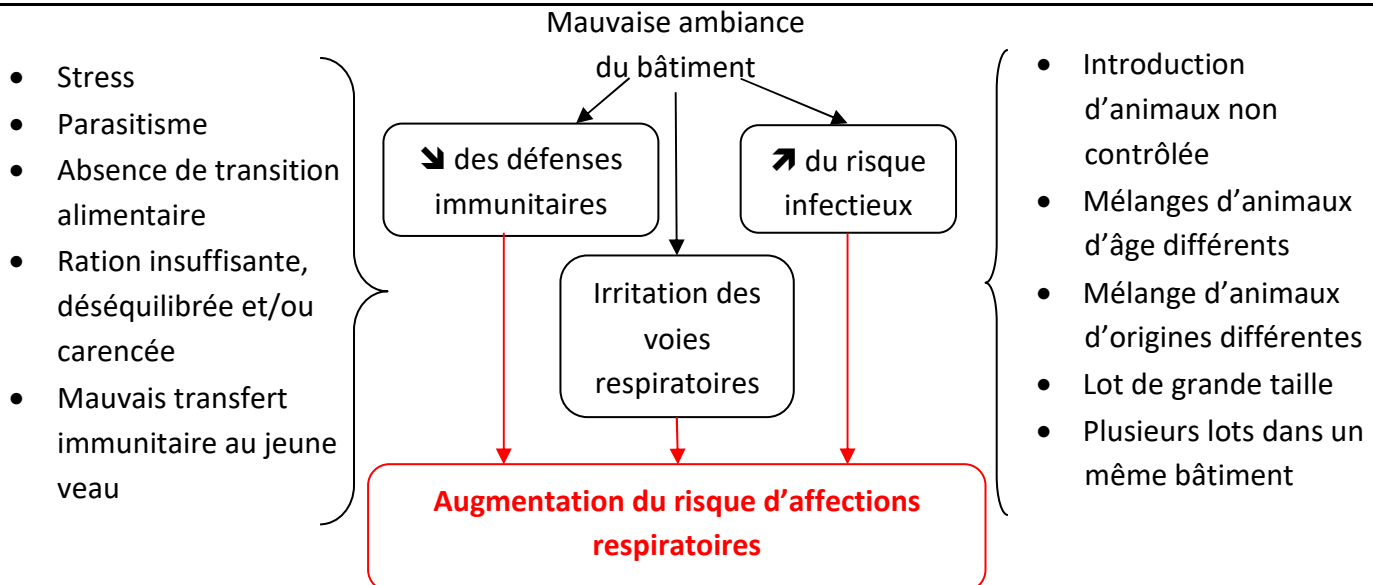 Mauvaise ambiance
du bâtiment
• Stress
• Parasitisme
• Absence de transition
alimentaire
• Ration insuffisante,
déséquilibrée et/ou
carencée
• Mauvais transfert
immunitaire au jeune
veau
🡮 des défenses
immunitaires
🡭 du risque
infectieux
Irritation des
voies
respiratoires
Augmentation du risque d’affections
respiratoires
• Introduction
d’animaux non
contrôlée
• Mélanges d’animaux
d’âge différents
• Mélange d’animaux
d’origines différentes
• Lot de grande taille
• Plusieurs lots dans un
même bâtiment